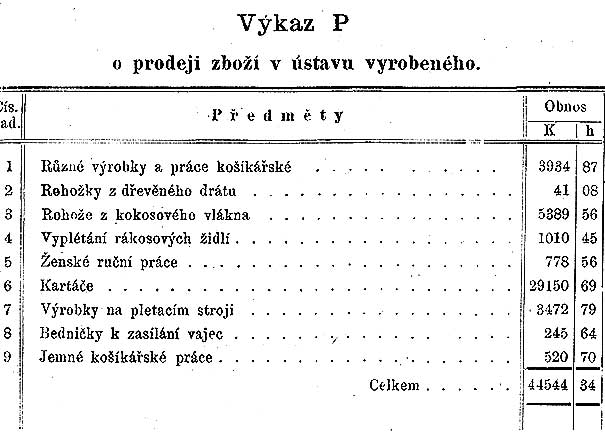 Výkaz P
o prodeji zboží v ústavu vyrobeného.
Čís. řad. Předměty Obnos
K h
1 Různé výrobky a práce košíkářské . . . . . . . . 3934 87
2 Rohožky z dřevěného drátu . . . . . . . . . . . . 41 08
3 Rohože z kokosového vlákna . . . . . . . . . . . . 5389 56
4 Vyplétání rákosových židlí . . . . . . . . . . . . . 1010 45
5 Ženské ruční práce . . . . . . . . . . . . . . . 778 56
6 Kartáče . . . . . . . . . . . . . . . . . . . 29150 69
7 Výrobky na pletacím stroji . . . . . . . . . . . . 3472 79
8 Bedničky k zasílání vajec . . . . . . . . . . . . . 245 64
9 Jemné košíkářské práce . . . . . . . . . . . . . . 520 70
Celkem . . . . . 44544 34